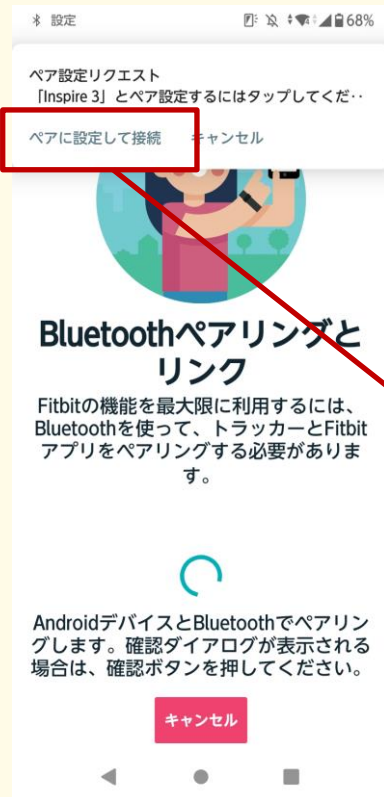 設定
68%
ペア設定リクエスト
「Inspire 3」とペア設定するにはタップしてくだ‥
ペアに設定して接続 キャンセル
Bluetoothペアリングと
リンク
Fitbitの機能を最大限に利用するには、
Bluetoothを使って、トラッカーとFitbit
アプリをペアリングする必要がありま
す。
AndroidデバイスとBluetoothでペアリン
グします。確認ダイアログが表示される
場合は、確認ボタンを押してください。
キャンセル